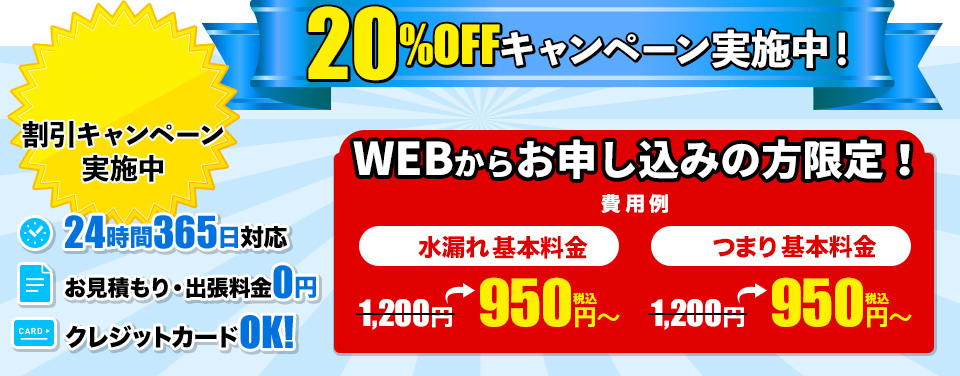 20%OFFキャンペーン実施中！
割引キャンペーン
実施中
24時間365日対応
お見積もり・出張料金0円
CARD
クレジットカードOK!
WEBからお申し込みの方限定！
費用例
水漏れ基本料金
1,200円 950円～ 税込
つまり基本料金
1,200円 950円～ 税込